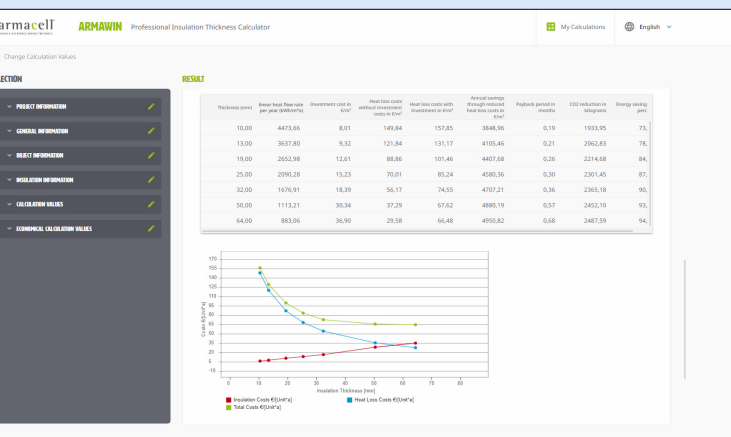 armacell
ARMAWIN Professional Insulation Thickness Calculator
My Calculations
English
Change Calculation Values
LECTION
PROJECT INFORMATION
GENERAL INFORMATION
OBJECT INFORMATION
INSULATION INFORMATION
CALCULATION VALUES
ECONOMICAL CALCULATION VALUES
RESULT
Thickness (mm) linear heat flow rate per year (kWh/m*a) Investment cost in €/m² Heat loss costs without investment costs in €/m² Heat loss costs with investment in €/m² Annual savings through reduced heat loss costs in €/m² Payback period in months CO2 reduction in kilograms Energy saving perc
10,00 4473,66 8,01 149,84 157,85 3848,96 0,19 1933,95 73,
13,00 3637,80 9,32 121,84 131,17 4105,46 0,21 2062,83 78,
19,00 2652,98 12,61 88,86 101,46 4407,68 0,26 2214,68 84,
25,00 2090,28 15,23 70,01 85,24 4580,36 0,30 2301,45 87,
32,00 1676,91 18,39 56,17 74,55 4707,21 0,36 2365,18 90,
50,00 1113,21 30,34 37,29 67,62 4880,19 0,57 2452,10 93,
64,00 883,06 36,90 29,58 66,48 4950,82 0,68 2487,59 94,
170
155
140
125
110
95
80
65
50
35
20
5
-10
Costs €/[Unit*a]
0 10 20 30 40 50 60 70 80
Insulation Thickness [mm]
Insulation Costs €/[Unit*a]
Heat Loss Costs €/[Unit*a]
Total Costs €/[Unit*a]